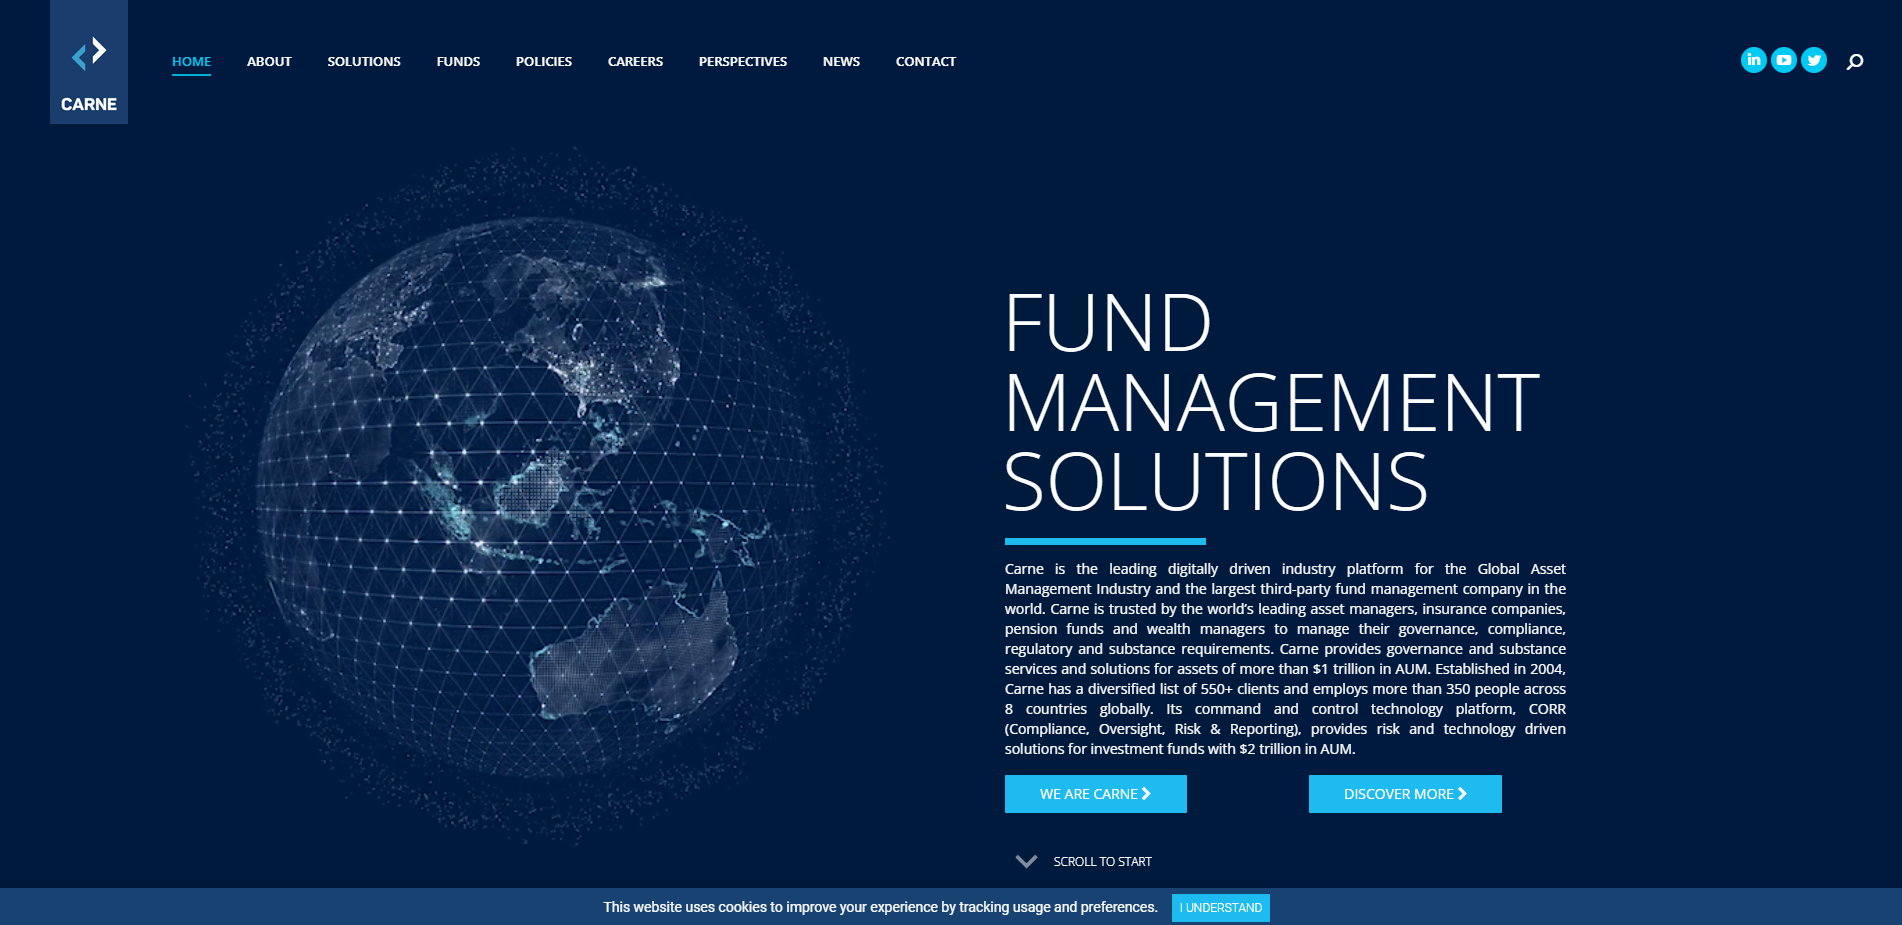 CARNE
HOME
ABOUT
SOLUTIONS
FUNDS
POLICIES
CAREERS
PERSPECTIVES
NEWS
CONTACT
FUND
MANAGEMENT
SOLUTIONS
Carne is the leading digitally driven industry platform for the Global Asset
Management Industry and the largest third-party fund management company in the
world. Carne is trusted by the world’s leading asset managers, insurance companies,
pension funds and wealth managers to manage their governance, compliance,
regulatory and substance requirements. Carne provides governance and substance
services and solutions for assets of more than $1 trillion in AUM. Established in 2004,
Carne has a diversified list of 550+ clients and employs more than 350 people across
8 countries globally. Its command and control technology platform, CORR
(Compliance, Oversight, Risk & Reporting), provides risk and technology driven
solutions for investment funds with $2 trillion in AUM.
WE ARE CARNE
DISCOVER MORE
SCROLL TO START
This website uses cookies to improve your experience by tracking usage and preferences.
I UNDERSTAND